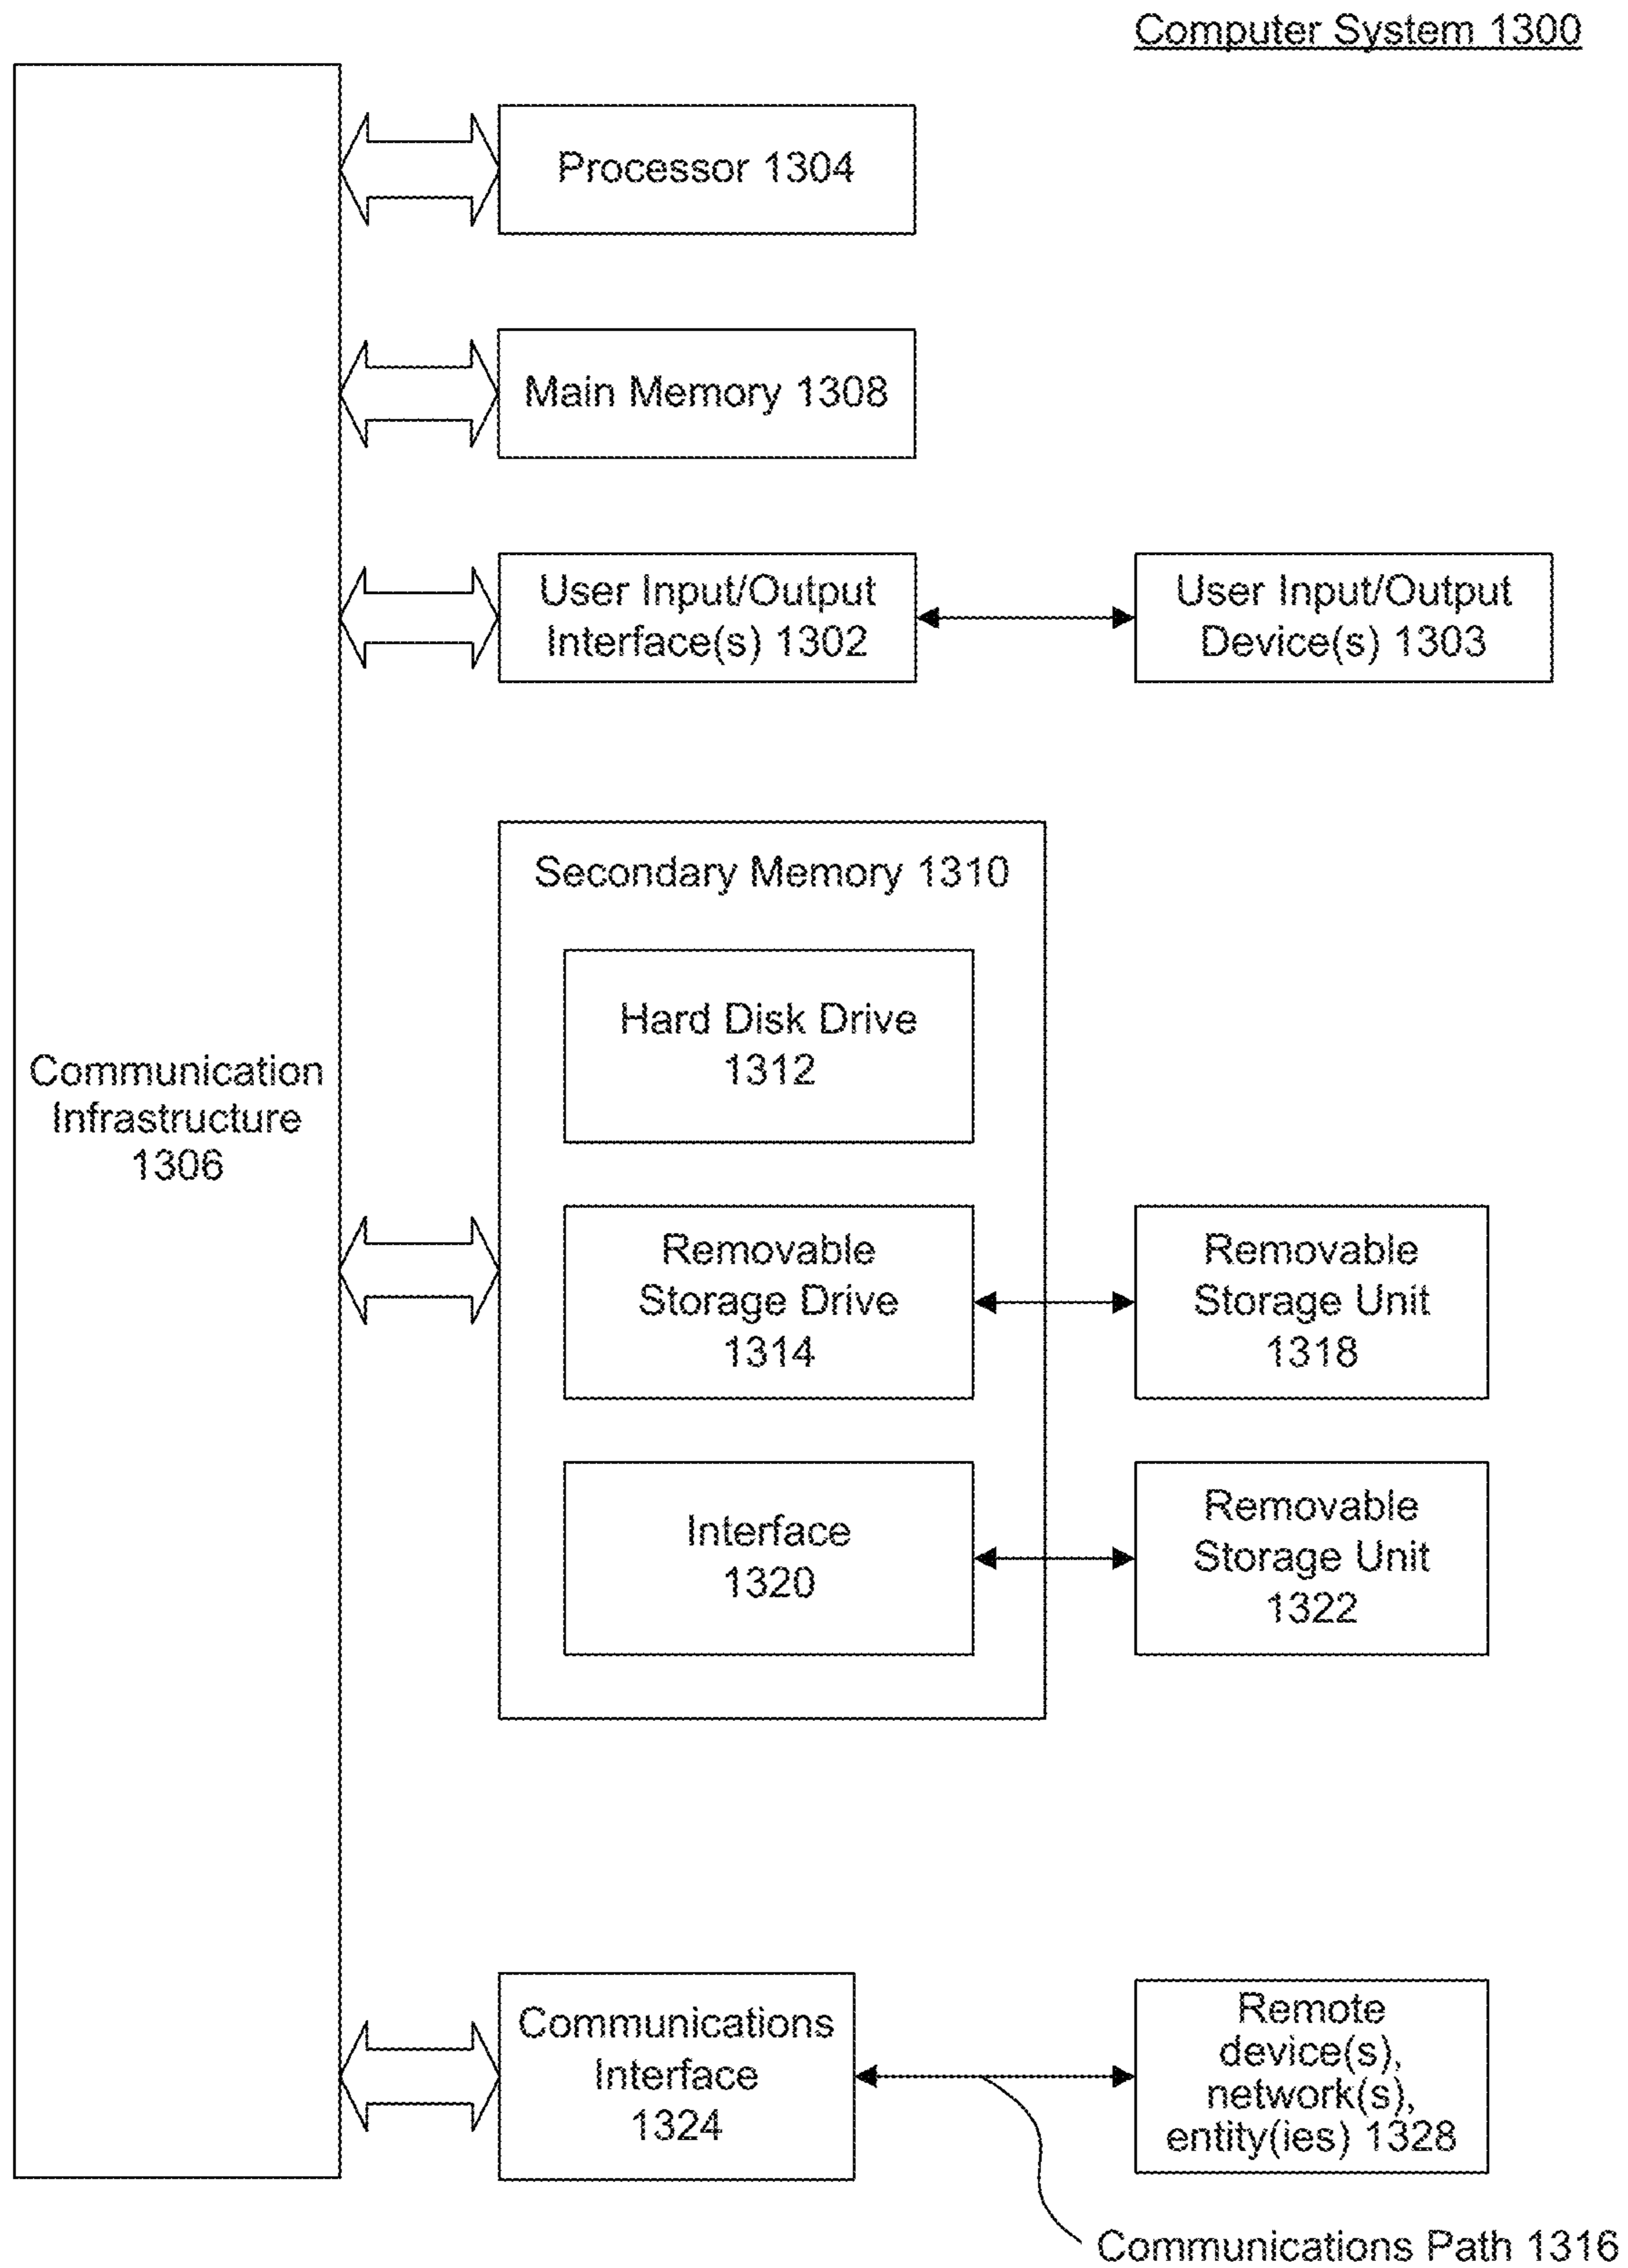 Computer System 1300
Processor 1304
Main Memory 1308
User Input/Output
Interface(s) 1302
User Input/Output
Device(s) 1303
Secondary Memory 1310
Hard Disk Drive
1312
Communication
Infrastructure
1306
Removable
Storage Drive
1314
Removable
Storage Unit
1318
Interface
1320
Removable
Storage Unit
1322
Communications
Interface
1324
Remote
device(s),
network(s),
entity(ies) 1328
Communications Path 1316